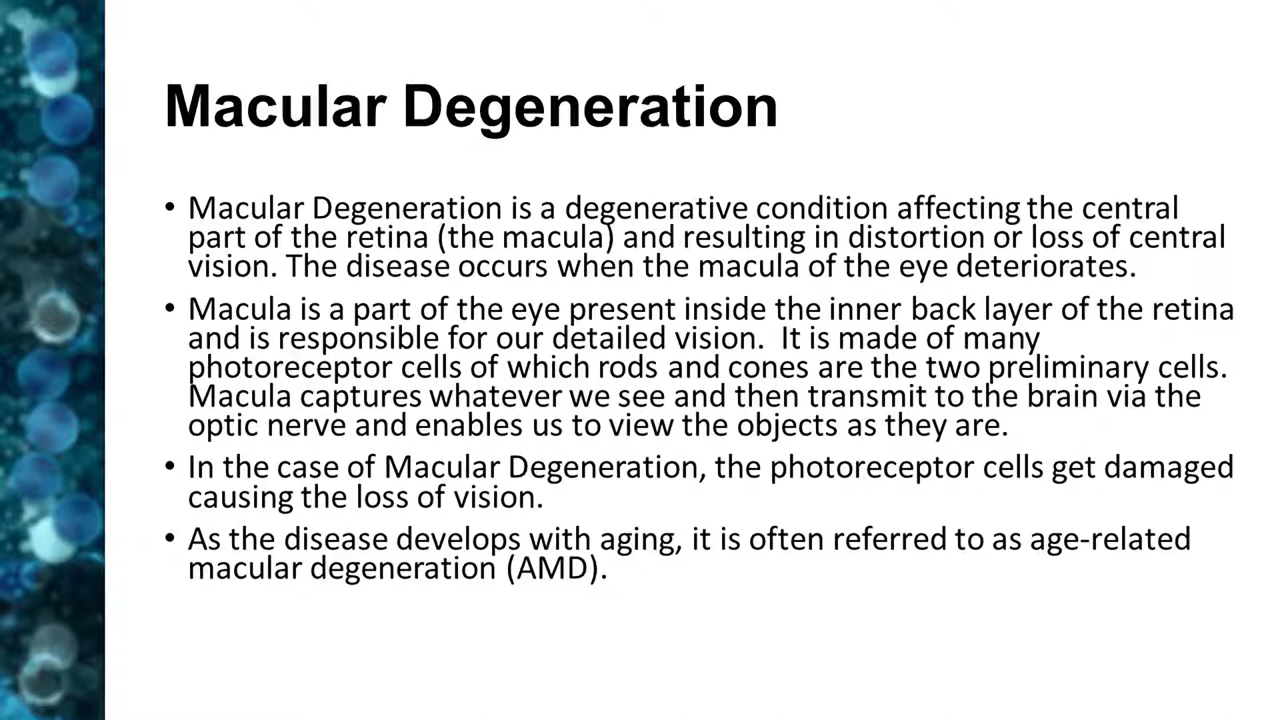 Macular Degeneration
• Macular Degeneration is a degenerative condition affecting the central
part of the retina (the macula) and resulting in distortion or loss of central
vision. The disease occurs when the macula of the eye deteriorates.
• Macula is a part of the eye present inside the inner back layer of the retina
and is responsible for our detailed vision.  It is made of many
photoreceptor cells of which rods and cones are the two preliminary cells.
Macula captures whatever we see and then transmit to the brain via the
optic nerve and enables us to view the objects as they are.
• In the case of Macular Degeneration, the photoreceptor cells get damaged
causing the loss of vision.
• As the disease develops with aging, it is often referred to as age-related
macular degeneration (AMD).